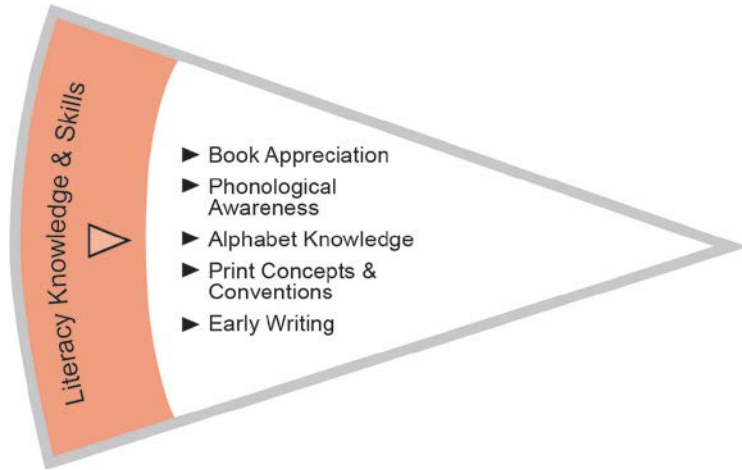 Literacy Knowledge & Skills
► Book Appreciation
► Phonological
Awareness
► Alphabet Knowledge
► Print Concepts &
Conventions
► Early Writing